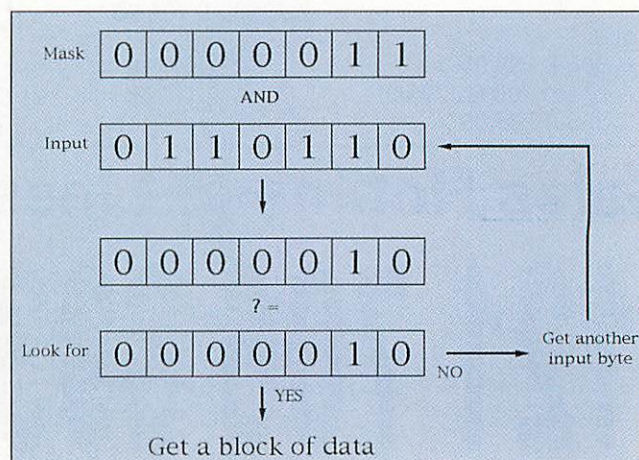 Mask 0 0 0 0 0 1 1
AND
Input 0 1 1 0 1 1 0
0 0 0 0 0 1 0
? =
Look for 0 0 0 0 0 1 0
NO
Get another
input byte
YES
Get a block of data